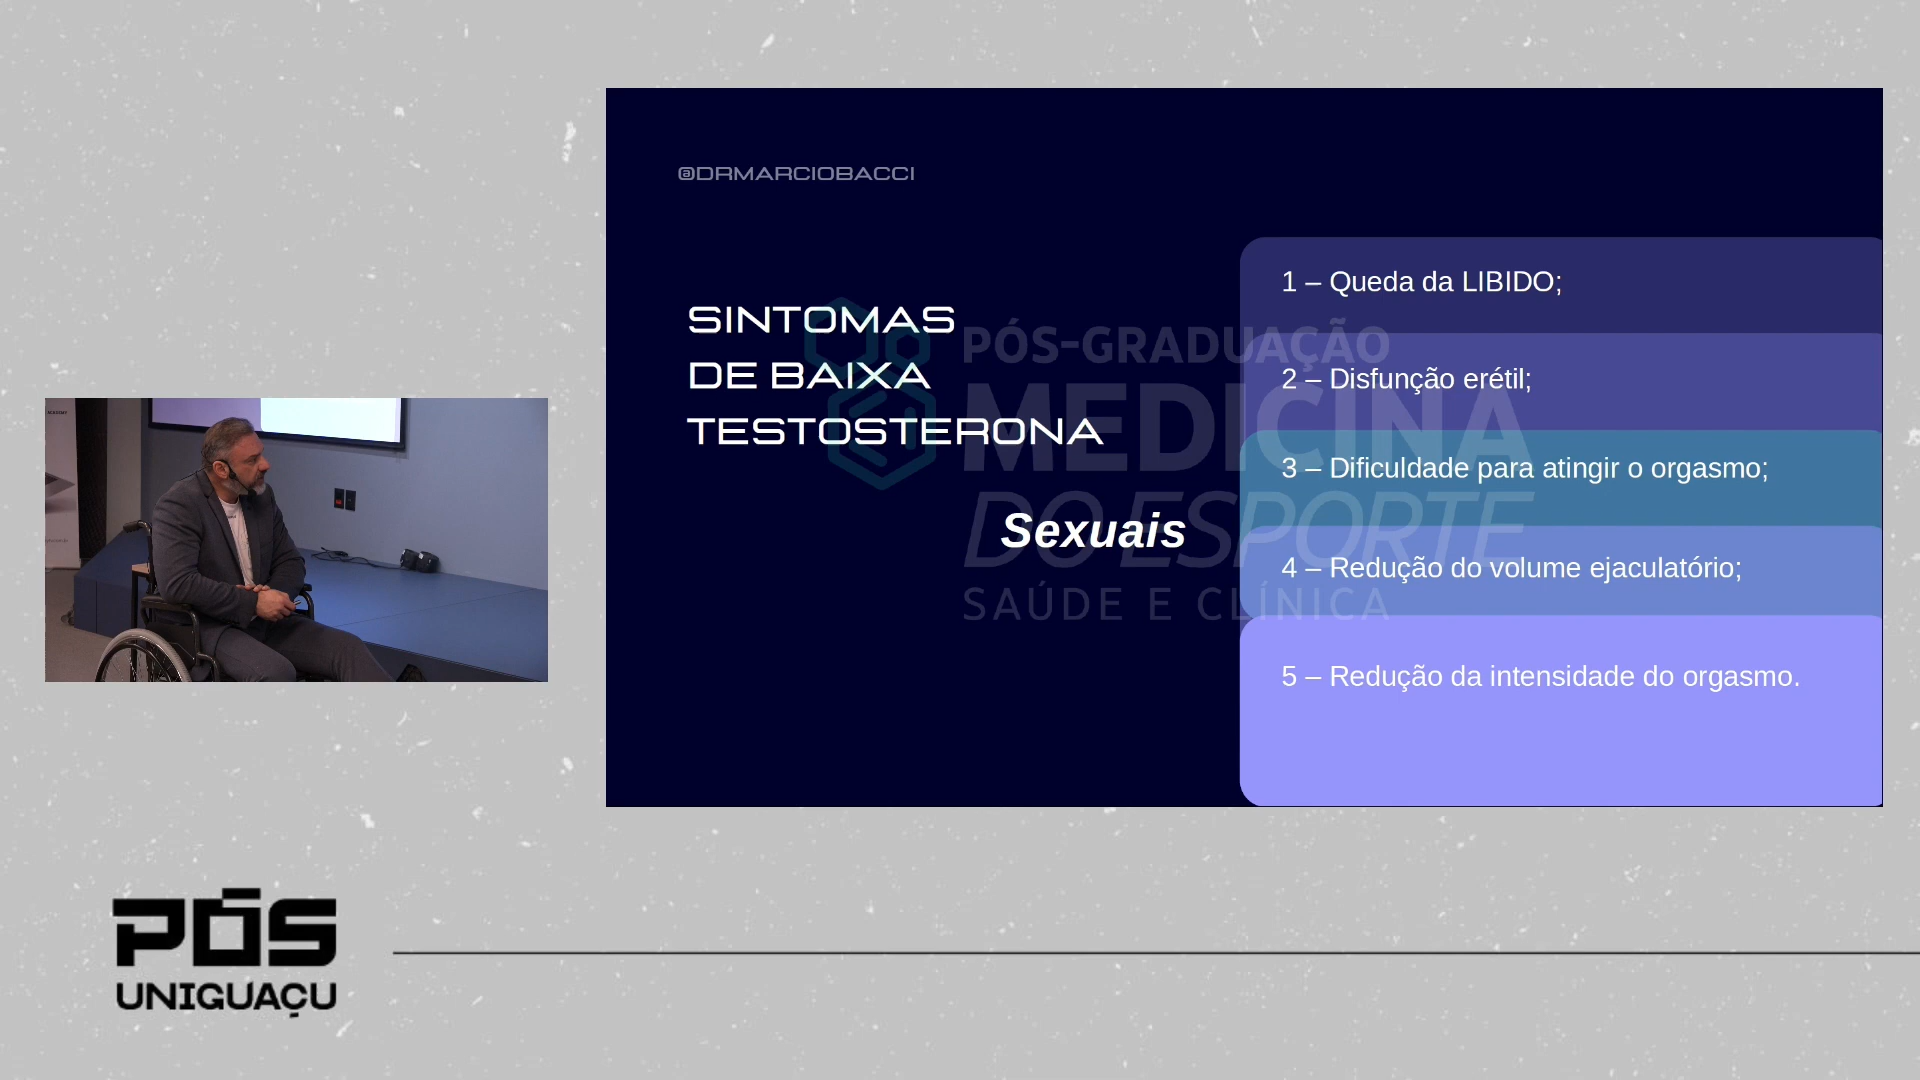 @DRMARCIOBACCI
SINTOMAS
DE BAIXA
TESTOSTERONA
Sexuais
1 – Queda da LIBIDO;
2 – Disfunção erétil;
3 – Dificuldade para atingir o orgasmo;
4 – Redução do volume ejaculatório;
5 – Redução da intensidade do orgasmo.
PÓS-GRADUAÇÃO
MEDICINA
DO ESPORTE
SAÚDE E CLÍNICA
PÓS
UNIGUAÇU